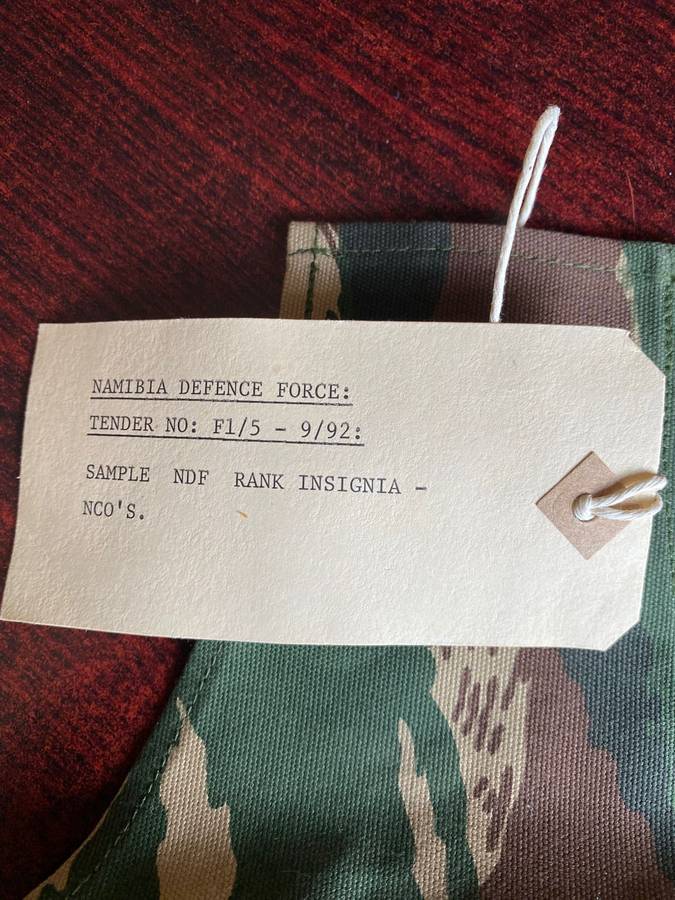 NAMIBIA DEFENCE FORCE:
TENDER NO: F1/5 - 9/92:
SAMPLE NDF RANK INSIGNIA -
NCO'S.